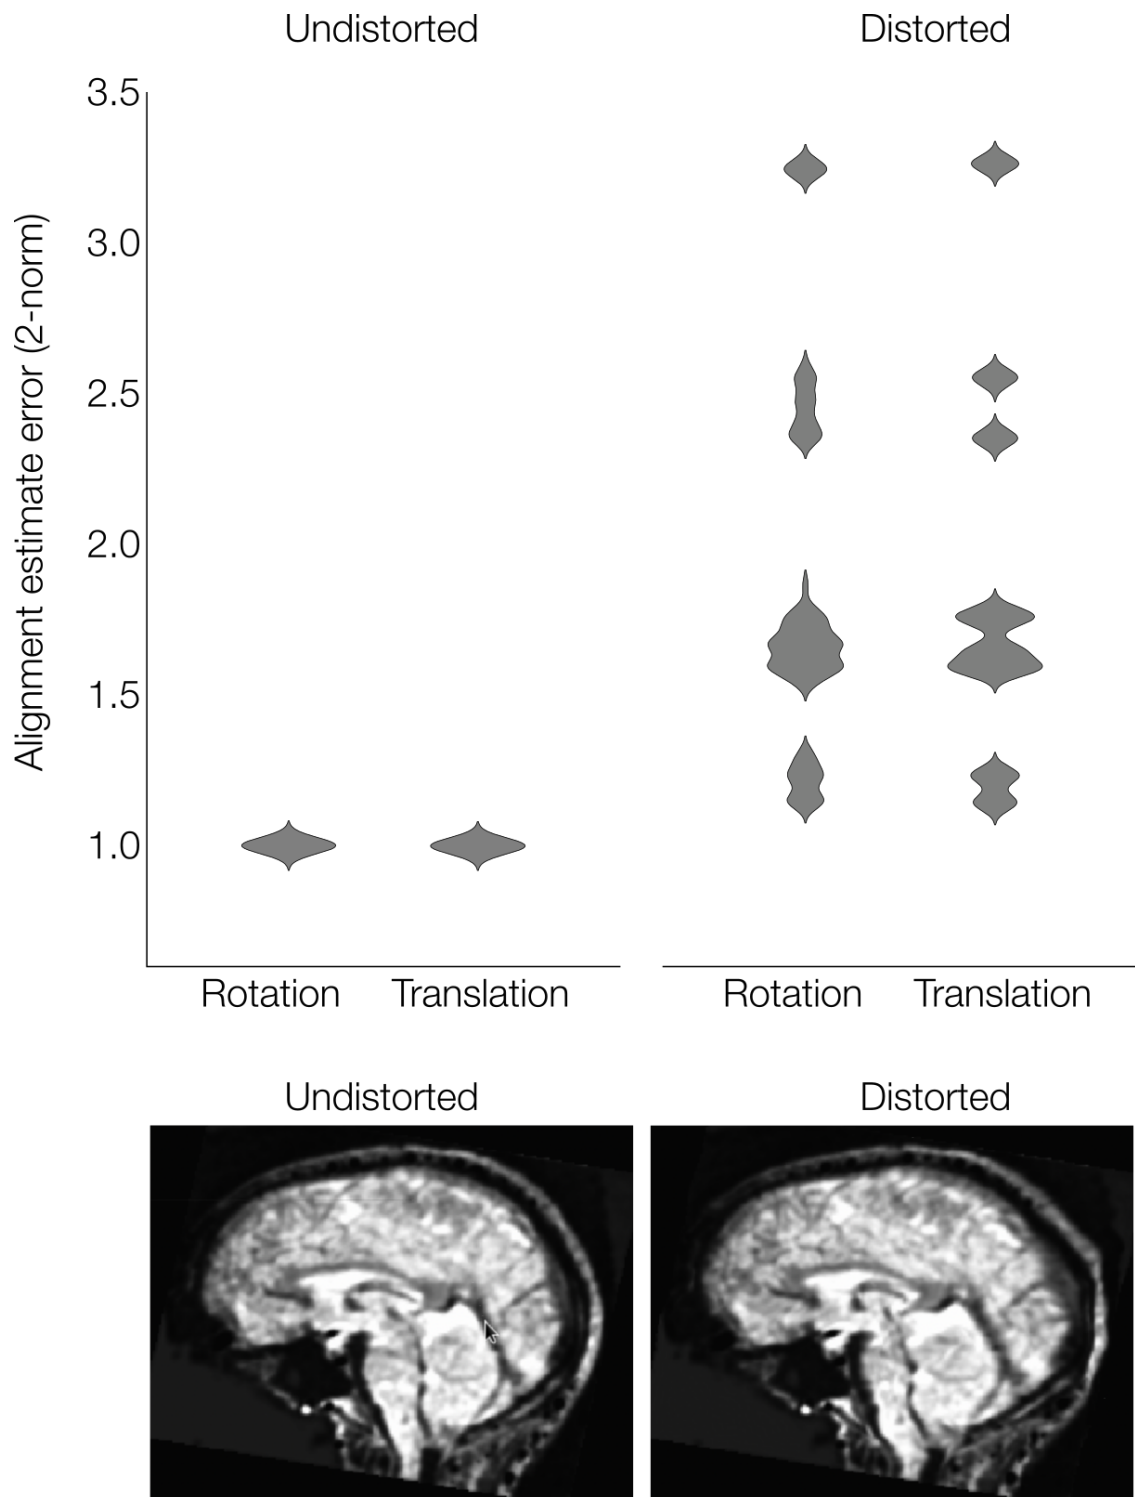 Undistorted
Distorted
Alignment estimate error (2-norm)
3.5
3.0
2.5
2.0
1.5
1.0
Rotation
Translation
Rotation
Translation
Undistorted
Distorted